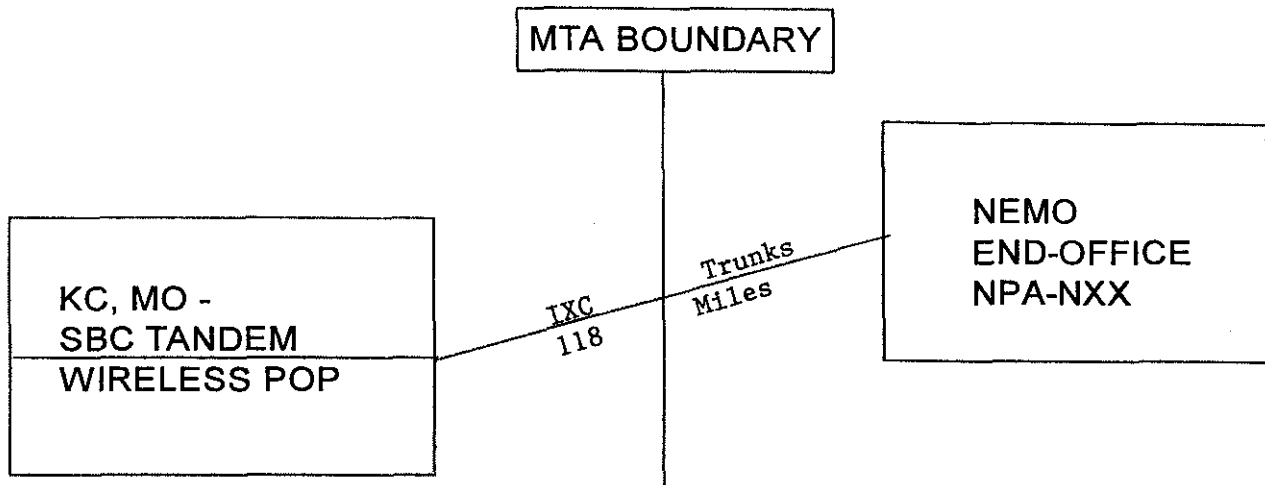 MTA BOUNDARY
KC, MO -
SBC TANDEM
WIRELESS POP
IXC Trunks
118 Miles
NEMO
END-OFFICE
NPA-NXX